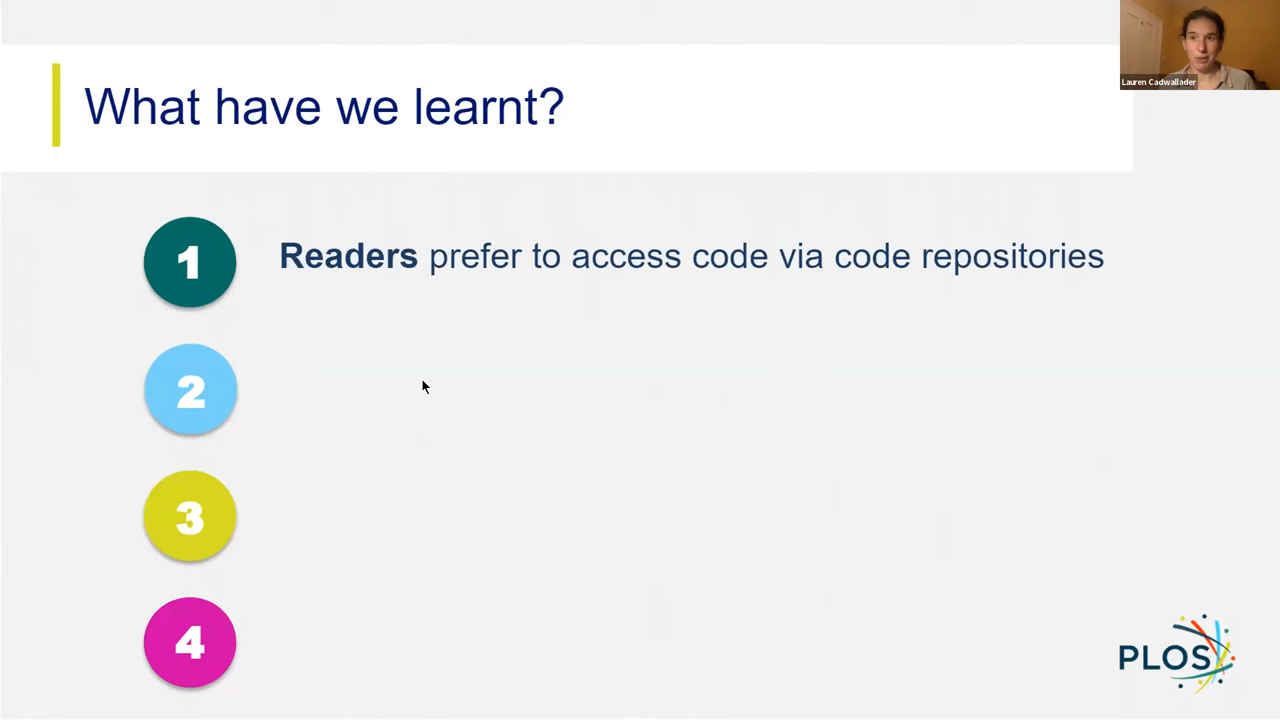 Lauren Cadwallader
What have we learnt?
1
Readers prefer to access code via code repositories
2
3
4
PLOS